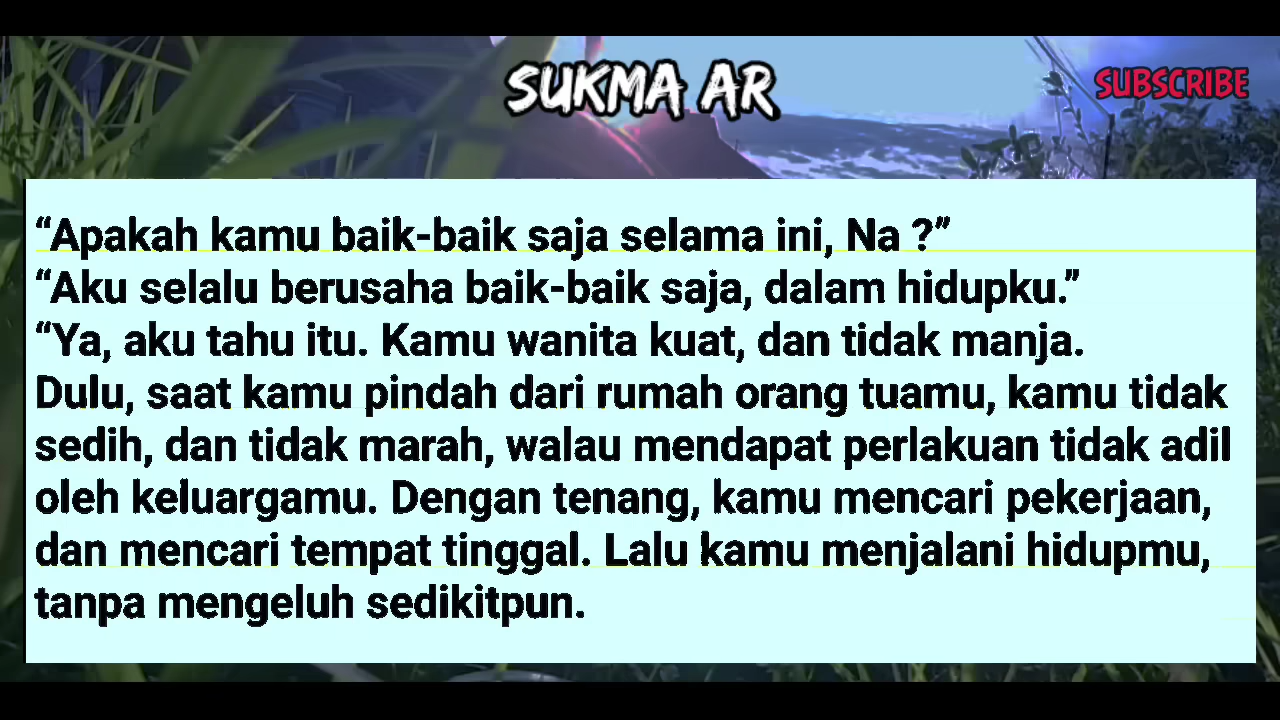 SUKMA AR
SUBSCRIBE
“Apakah kamu baik-baik saja selama ini, Na ?”
“Aku selalu berusaha baik-baik saja, dalam hidupku.”
“Ya, aku tahu itu. Kamu wanita kuat, dan tidak manja.
Dulu, saat kamu pindah dari rumah orang tuamu, kamu tidak
sedih, dan tidak marah, walau mendapat perlakuan tidak adil
oleh keluargamu. Dengan tenang, kamu mencari pekerjaan,
dan mencari tempat tinggal. Lalu kamu menjalani hidupmu,
tanpa mengeluh sedikitpun.